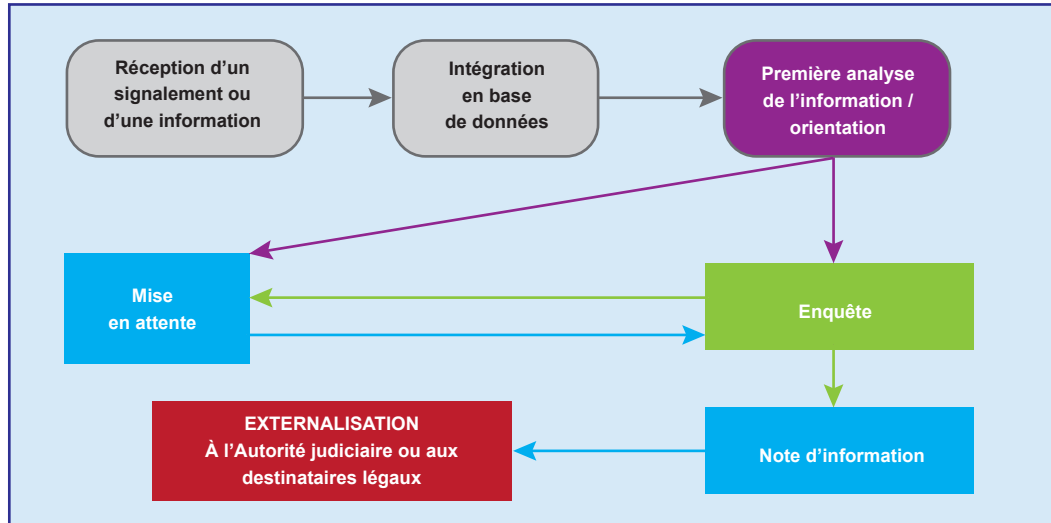 Réception d’un
signalement ou
d’une information
Intégration
en base
de données
Première analyse
de l’information /
orientation
Mise
en attente
Enquête
EXTERNALISATION
À l’Autorité judiciaire ou aux
destinataires légaux
Note d’information